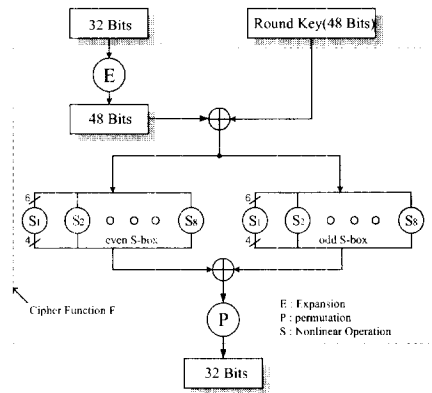 32 Bits
Round Key(48 Bits)
E
48 Bits
6
S1
S2
S8
4
even S-box
6
S1
S2
S8
4
odd S-box
Cipher Function F
P
E : Expansion
P : permutation
S : Nonlinear Operation
32 Bits